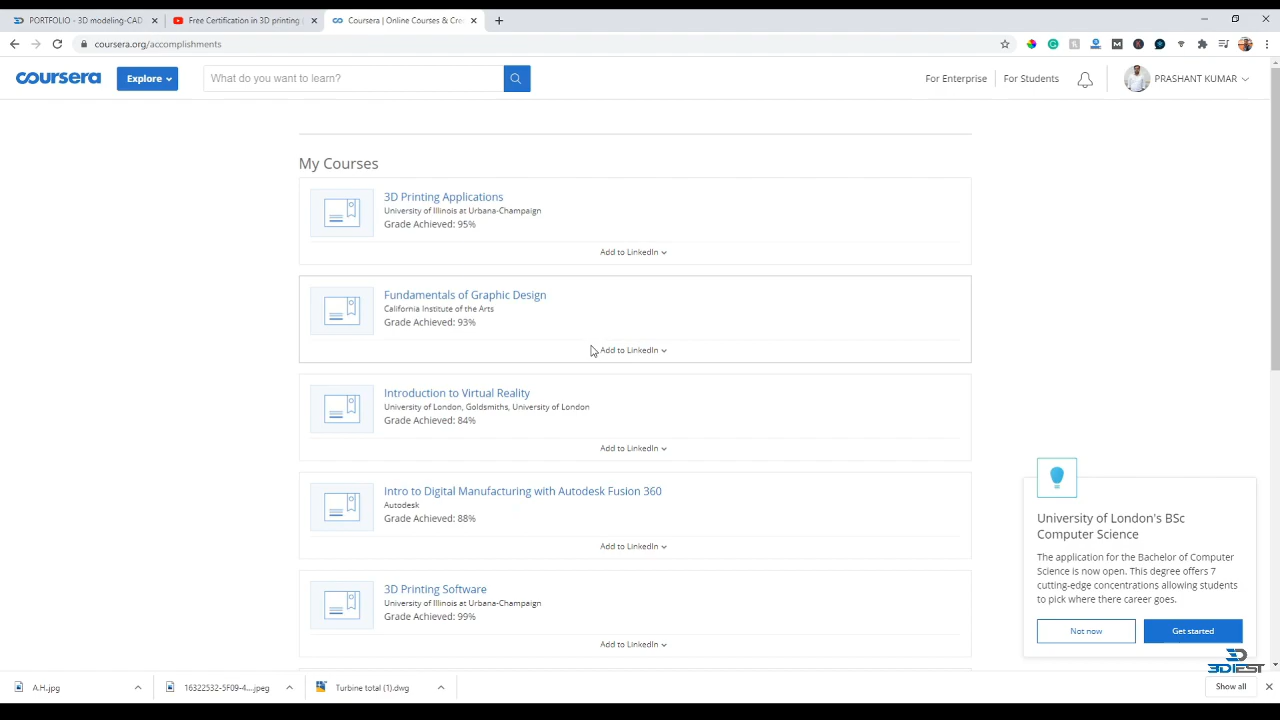 PORTFOLIO - 3D modeling-CAD
Free Certification in 3D printing
Coursera | Online Courses & Cre
coursera.org/accomplishments
coursera
Explore
What do you want to learn?
For Enterprise
For Students
PRASHANT KUMAR
My Courses
3D Printing Applications
University of Illinois at Urbana-Champaign
Grade Achieved: 95%
Add to LinkedIn
Fundamentals of Graphic Design
California Institute of the Arts
Grade Achieved: 93%
Add to LinkedIn
Introduction to Virtual Reality
University of London, Goldsmiths, University of London
Grade Achieved: 84%
Add to LinkedIn
Intro to Digital Manufacturing with Autodesk Fusion 360
Autodesk
Grade Achieved: 88%
Add to LinkedIn
3D Printing Software
University of Illinois at Urbana-Champaign
Grade Achieved: 99%
Add to LinkedIn
University of London's BSc
Computer Science
The application for the Bachelor of Computer
Science is now open. This degree offers 7
cutting-edge concentrations allowing students
to pick where there career goes.
Not now
Get started
3DIEST
A.H.jpg
16322532-5F09-4....jpeg
Turbine total (1).dwg
Show all